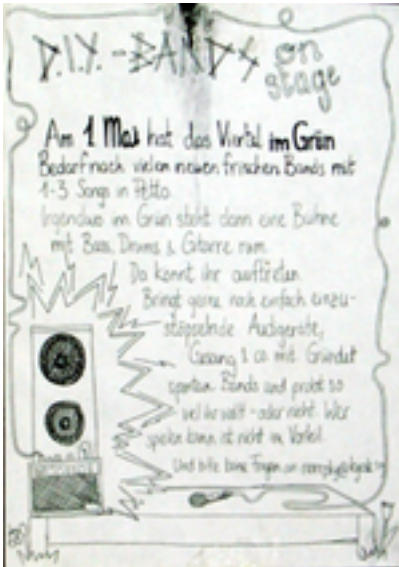 D.I.Y.-BANDS on
stage
Am 1. Mai hat das Viertel im Grün
Bedarf nach vielen neuen frischen Bands mit
1-3 Songs in Petto.
Irgendwo im Grün steht dann eine Bühne
mit Bass, Drums & Gitarre rum.
Da könnt ihr auftreten.
Bringt gerne noch einfach einzu-
stöpselnde Audiogeräte,
Gesang & co mit. Gründet
spontan Bands und probt so
viel ihr wollt - oder nicht. Wer
spielen kann ist nicht im Vorteil.
Und bitte keine Fragen an